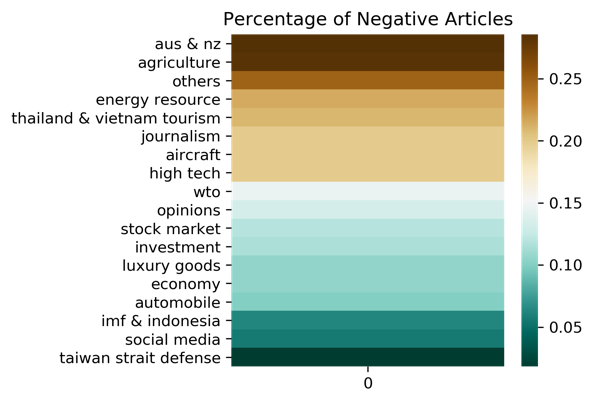 Percentage of Negative Articles
aus & nz
agriculture
others
energy resource
thailand & vietnam tourism
journalism
aircraft
high tech
wto
opinions
stock market
investment
luxury goods
economy
automobile
imf & indonesia
social media
taiwan strait defense
0
0.25
0.20
0.15
0.10
0.05